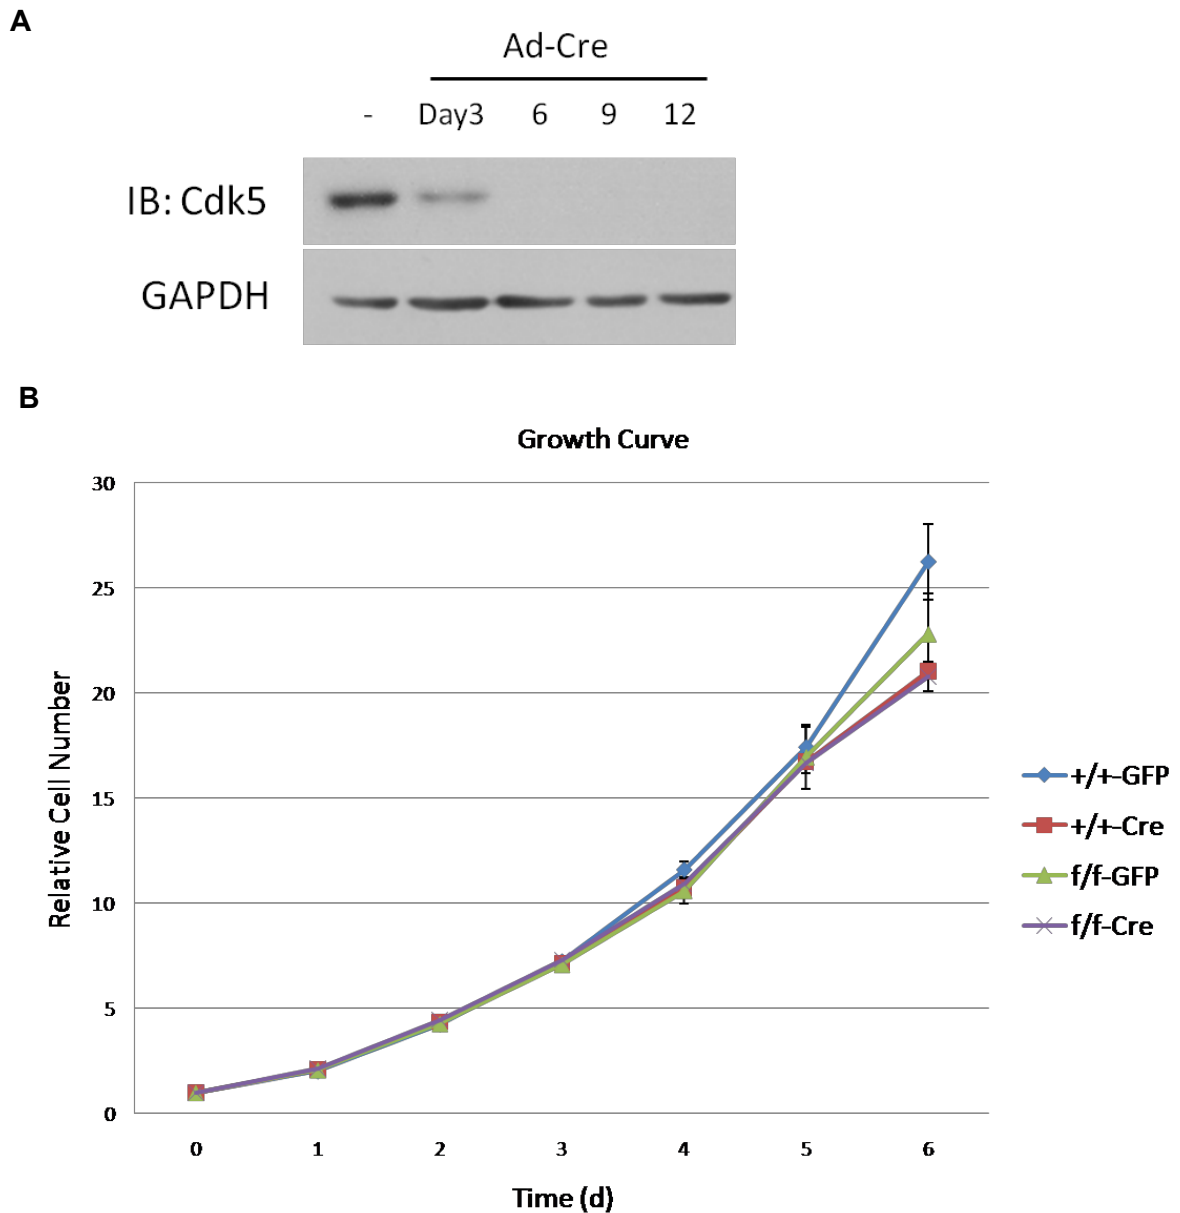 A
Ad-Cre
- Day3 6 9 12
IB: Cdk5
GAPDH
B
Growth Curve
30
25
20
15
10
5
0
Relative Cell Number
0 1 2 3 4 5 6
Time (d)
+/+-GFP
+/+-Cre
f/f-GFP
f/f-Cre